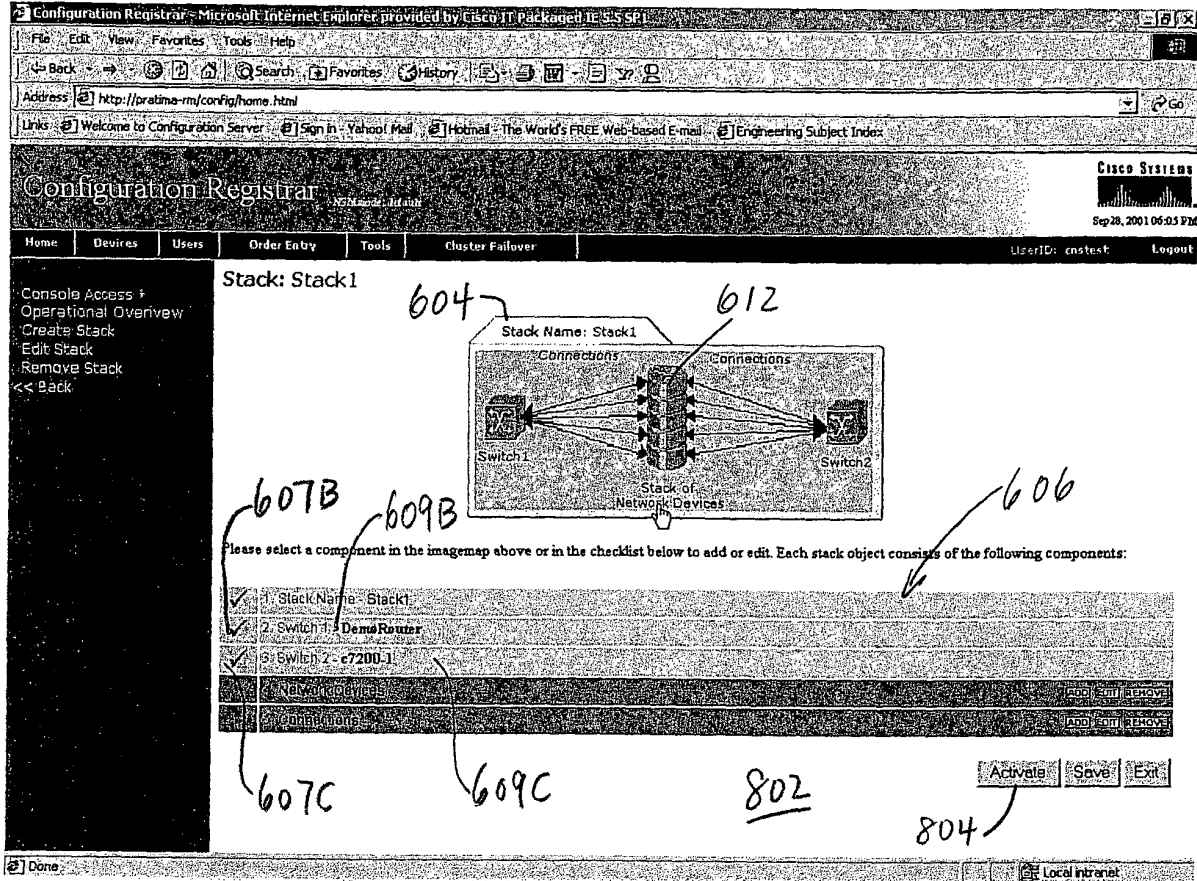 Configuration Registrar - Microsoft Internet Explorer provided by Cisco IT Packaged IE 5.5 SP1
File Edit View Favorites Tools Help
Back Search Favorites History
Address http://pratima-rm/config/home.html Go
Links Welcome to Configuration Server Sign In - Yahoo! Mail Hotmail - The World's FREE Web-based E-mail Engineering Subject Index
Configuration Registrar
CISCO SYSTEMS
Sep 28, 2001 06:05 PM
Home Devices Users Order Entry Tools Cluster Failover UserID: cnstest Logout
Console Access
Operational Overivew
Create Stack
Edit Stack
Remove Stack
<< Back
Stack: Stack1
604
612
Stack Name: Stack1
Connections Connections
Switch1 Switch2
Stack of
Network Devices
607B
609B
606
Please select a component in the imagemap above or in the checklist below to add or edit. Each stack object consists of the following components:
1. Stack Name - Stack1
2. Switch 1 - DemoRouter
3. Switch 2 - c7200-1
Network Devices ADD EDIT REMOVE
Connections ADD EDIT REMOVE
Activate Save Exit
607C
609C
802
804
Done Local intranet